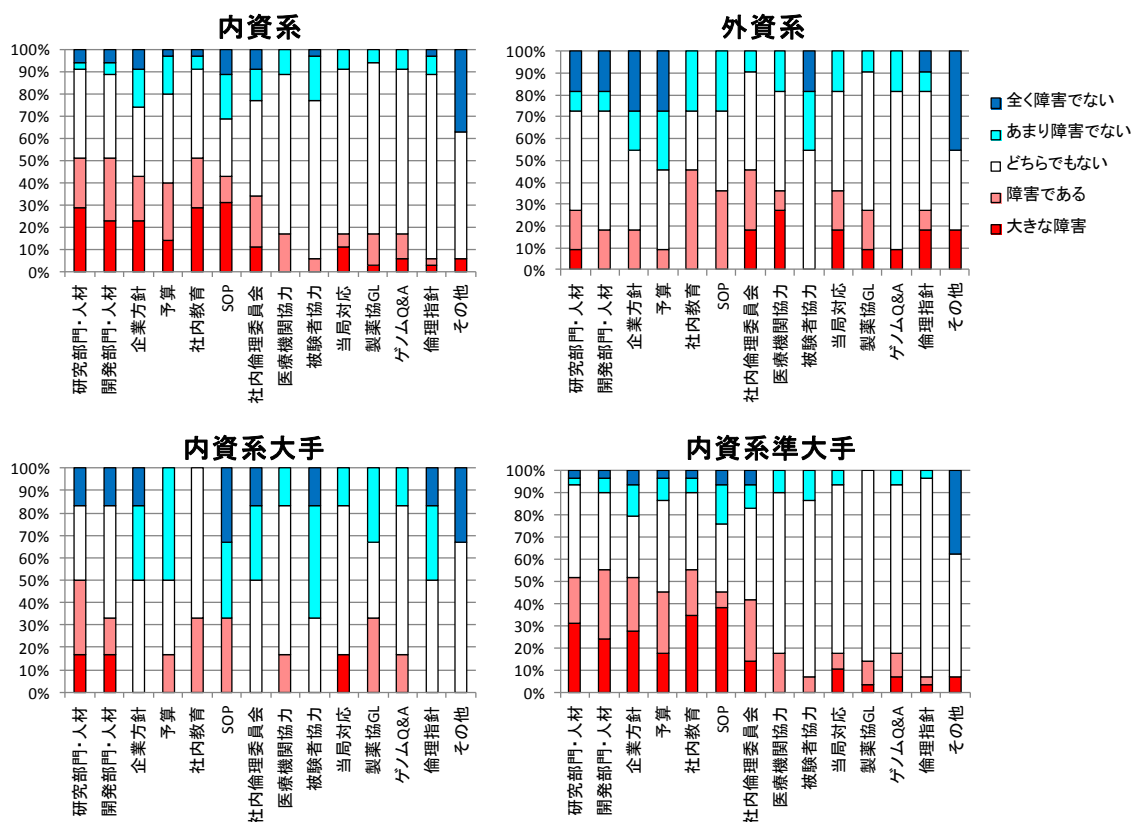 内資系
100%
90%
80%
70%
60%
50%
40%
30%
20%
10%
0%
研究部門・人材
開発部門・人材
企業方針
予算
社内教育
SOP
社内倫理委員会
医療機関協力
被験者協力
当局対応
製薬協GL
ゲノムQ&A
倫理指針
その他
外資系
100%
90%
80%
70%
60%
50%
40%
30%
20%
10%
0%
研究部門・人材
開発部門・人材
企業方針
予算
社内教育
SOP
社内倫理委員会
医療機関協力
被験者協力
当局対応
製薬協GL
ゲノムQ&A
倫理指針
その他
全く障害でない
あまり障害でない
どちらでもない
障害である
大きな障害
内資系大手
100%
90%
80%
70%
60%
50%
40%
30%
20%
10%
0%
研究部門・人材
開発部門・人材
企業方針
予算
社内教育
SOP
社内倫理委員会
医療機関協力
被験者協力
当局対応
製薬協GL
ゲノムQ&A
倫理指針
その他
内資系準大手
100%
90%
80%
70%
60%
50%
40%
30%
20%
10%
0%
研究部門・人材
開発部門・人材
企業方針
予算
社内教育
SOP
社内倫理委員会
医療機関協力
被験者協力
当局対応
製薬協GL
ゲノムQ&A
倫理指針
その他